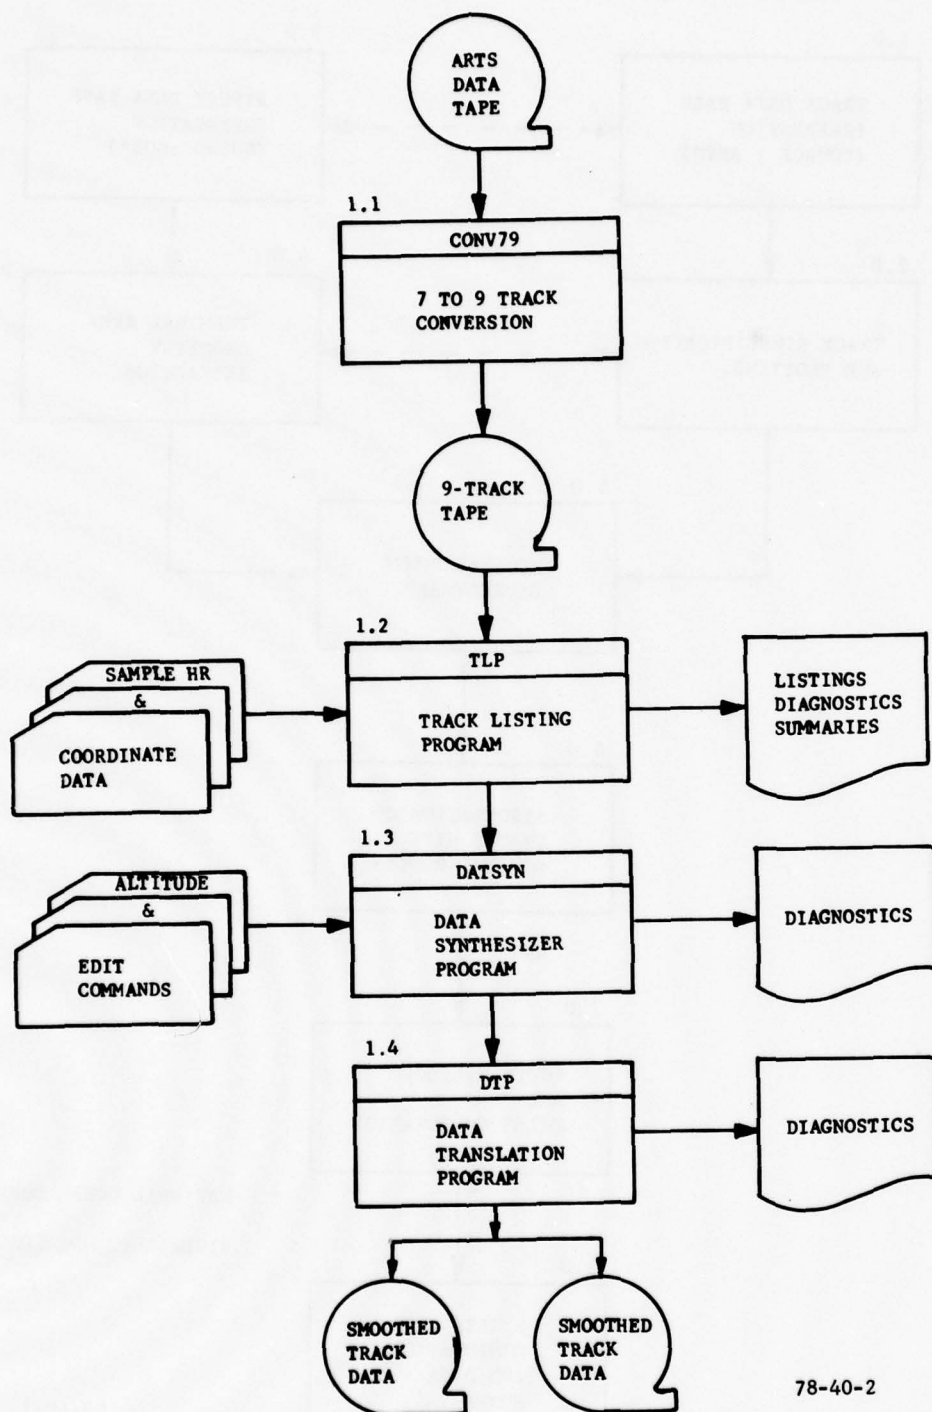 ARTS
DATA
TAPE
1.1
CONV79
7 TO 9 TRACK
CONVERSION
9-TRACK
TAPE
1.2
TLP
TRACK LISTING
PROGRAM
SAMPLE HR
&
COORDINATE
DATA
LISTINGS
DIAGNOSTICS
SUMMARIES
1.3
DATSYN
DATA
SYNTHESIZER
PROGRAM
ALTITUDE
&
EDIT
COMMANDS
DIAGNOSTICS
1.4
DTP
DATA
TRANSLATION
PROGRAM
DIAGNOSTICS
SMOOTHED
TRACK
DATA
SMOOTHED
TRACK
DATA
78-40-2